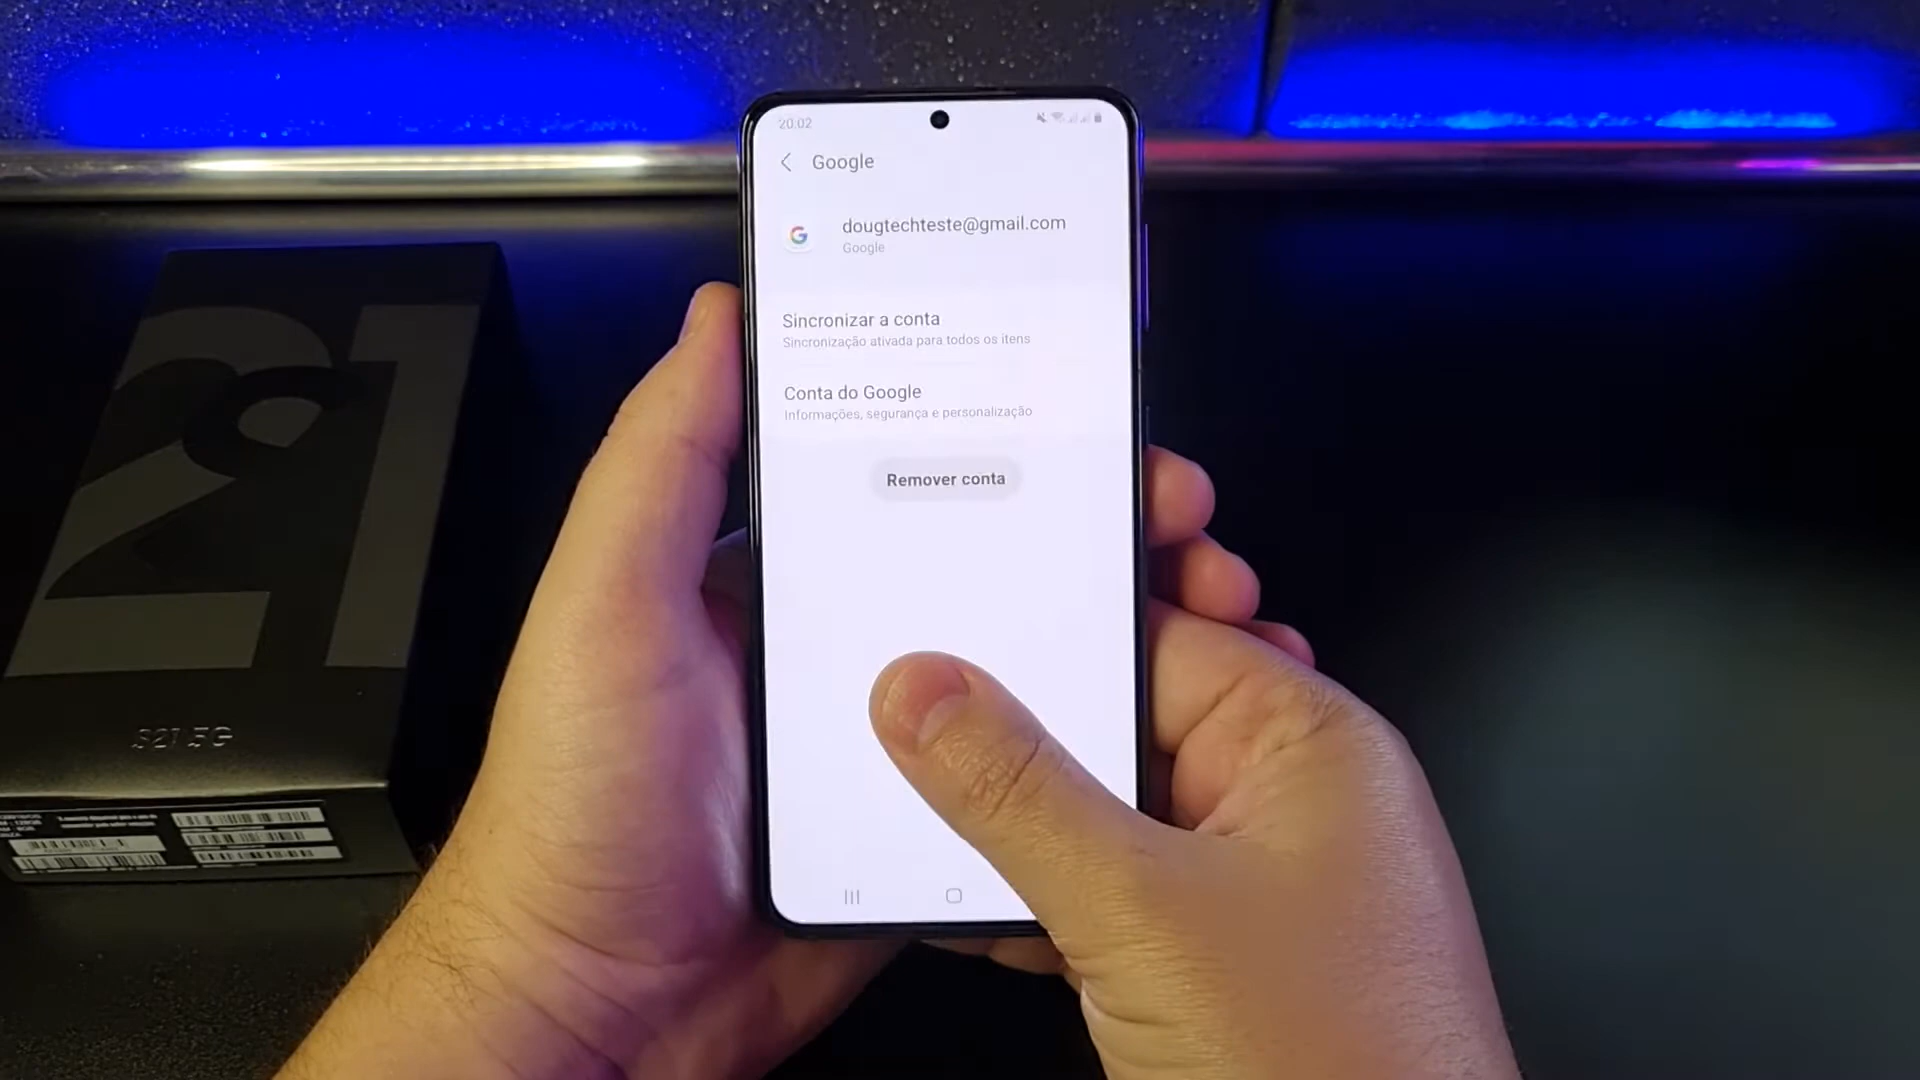 20:02
Google
dougtechteste@gmail.com
Google
Sincronizar a conta
Sincronização ativada para todos os itens
Conta do Google
Informações, segurança e personalização
Remover conta
21
S21 5G